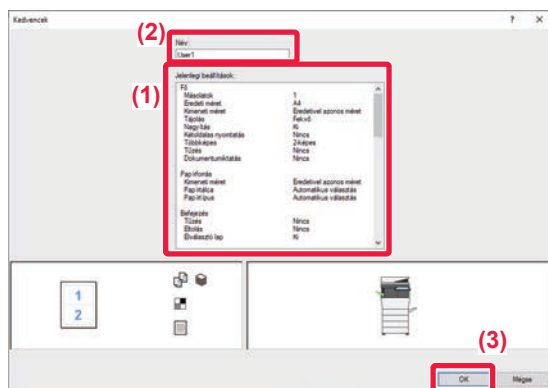 Kedvencek ? X
(2)
Név:
User1
(1)
Jelenlegi beállítások:
Fő
Másolatok 1
Eredeti méret A4
Kimeneti méret Eredetivel azonos méret
Tájolás Fekvő
Nagyítás Ki
Kétoldalas nyomtatás Nincs
Többképes 2-képes
Tűzés Nincs
Dokumentumiktatás Nincs
Papírforrás
Kimeneti méret Eredetivel azonos méret
Papírtálca Automatikus választás
Papírtípus Automatikus választás
Befejezés
Tűzés Nincs
Eltolás Nincs
Elválasztó lap Ki
1
2
(3)
OK Mégse